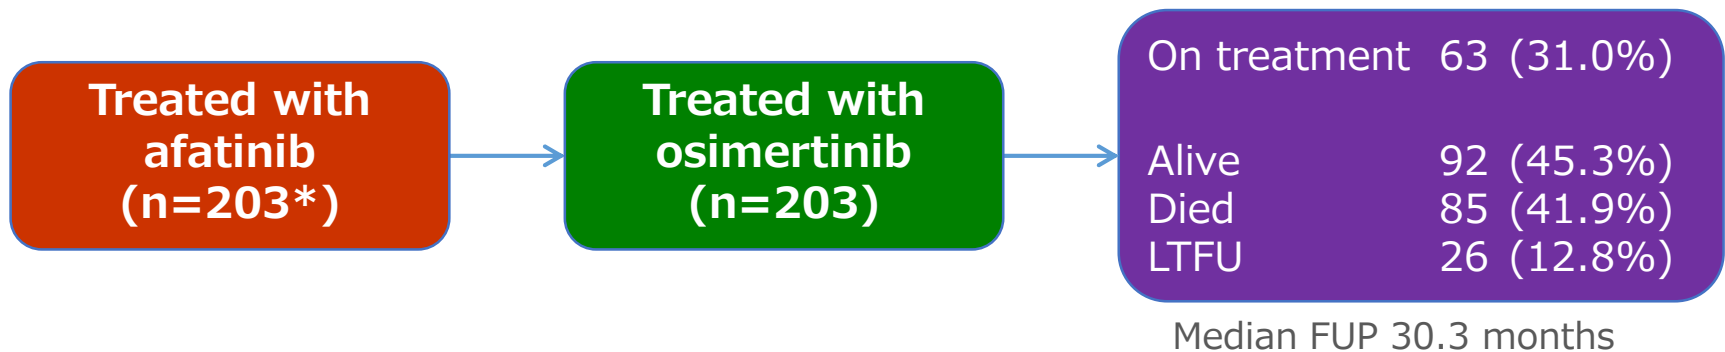 Treated with
afatinib
(n=203*)
Treated with
osimertinib
(n=203)
On treatment 63 (31.0%)
Alive 92 (45.3%)
Died 85 (41.9%)
LTFU 26 (12.8%)
Median FUP 30.3 months